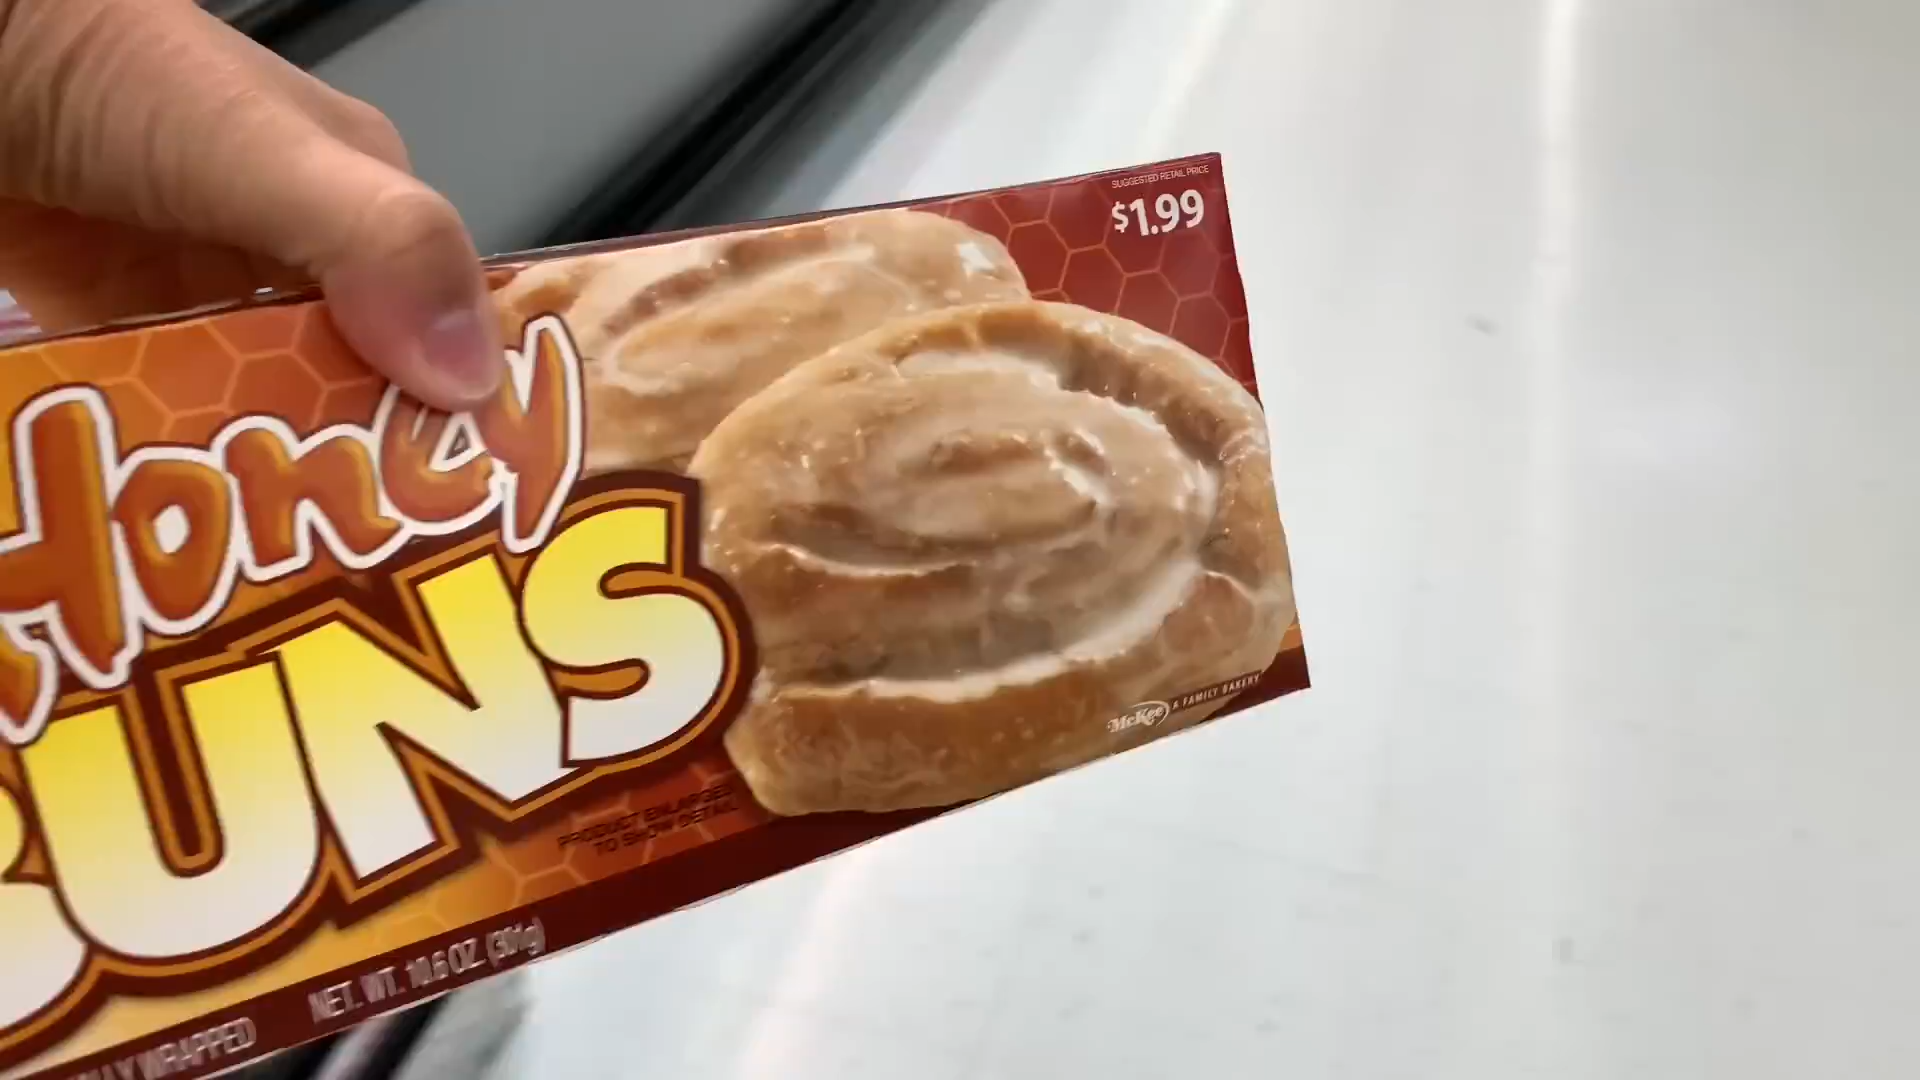 SUGGESTED RETAIL PRICE
$1.99
Honey
BUNS
McKee A FAMILY BAKERY
PRODUCT ENLARGED
TO SHOW DETAIL
NET. WT. 10.6 OZ. (301g)
WRAPPED